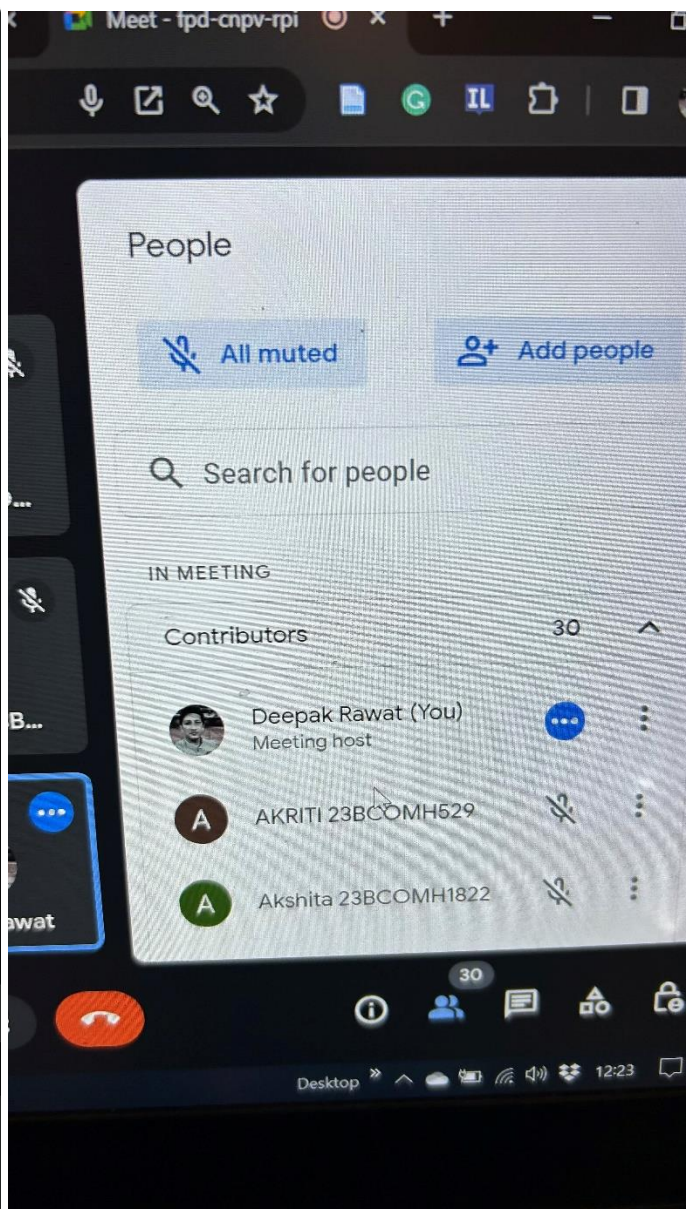 Meet - fpd-cnpv-rpi
G
IL
People
All muted
Add people
Search for people
IN MEETING
Contributors
30
Deepak Rawat (You)
Meeting host
A
AKRITI 23BCOMH529
A
Akshita 23BCOMH1822
B...
awat
30
Desktop
12:23